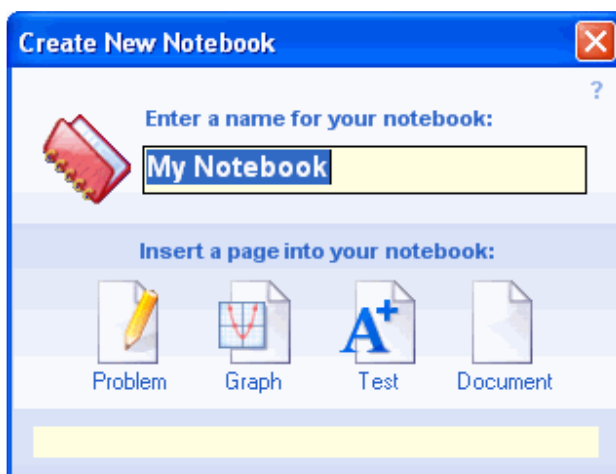 Create New Notebook
?
Enter a name for your notebook:
My Notebook
Insert a page into your notebook:
A+
Problem Graph Test Document